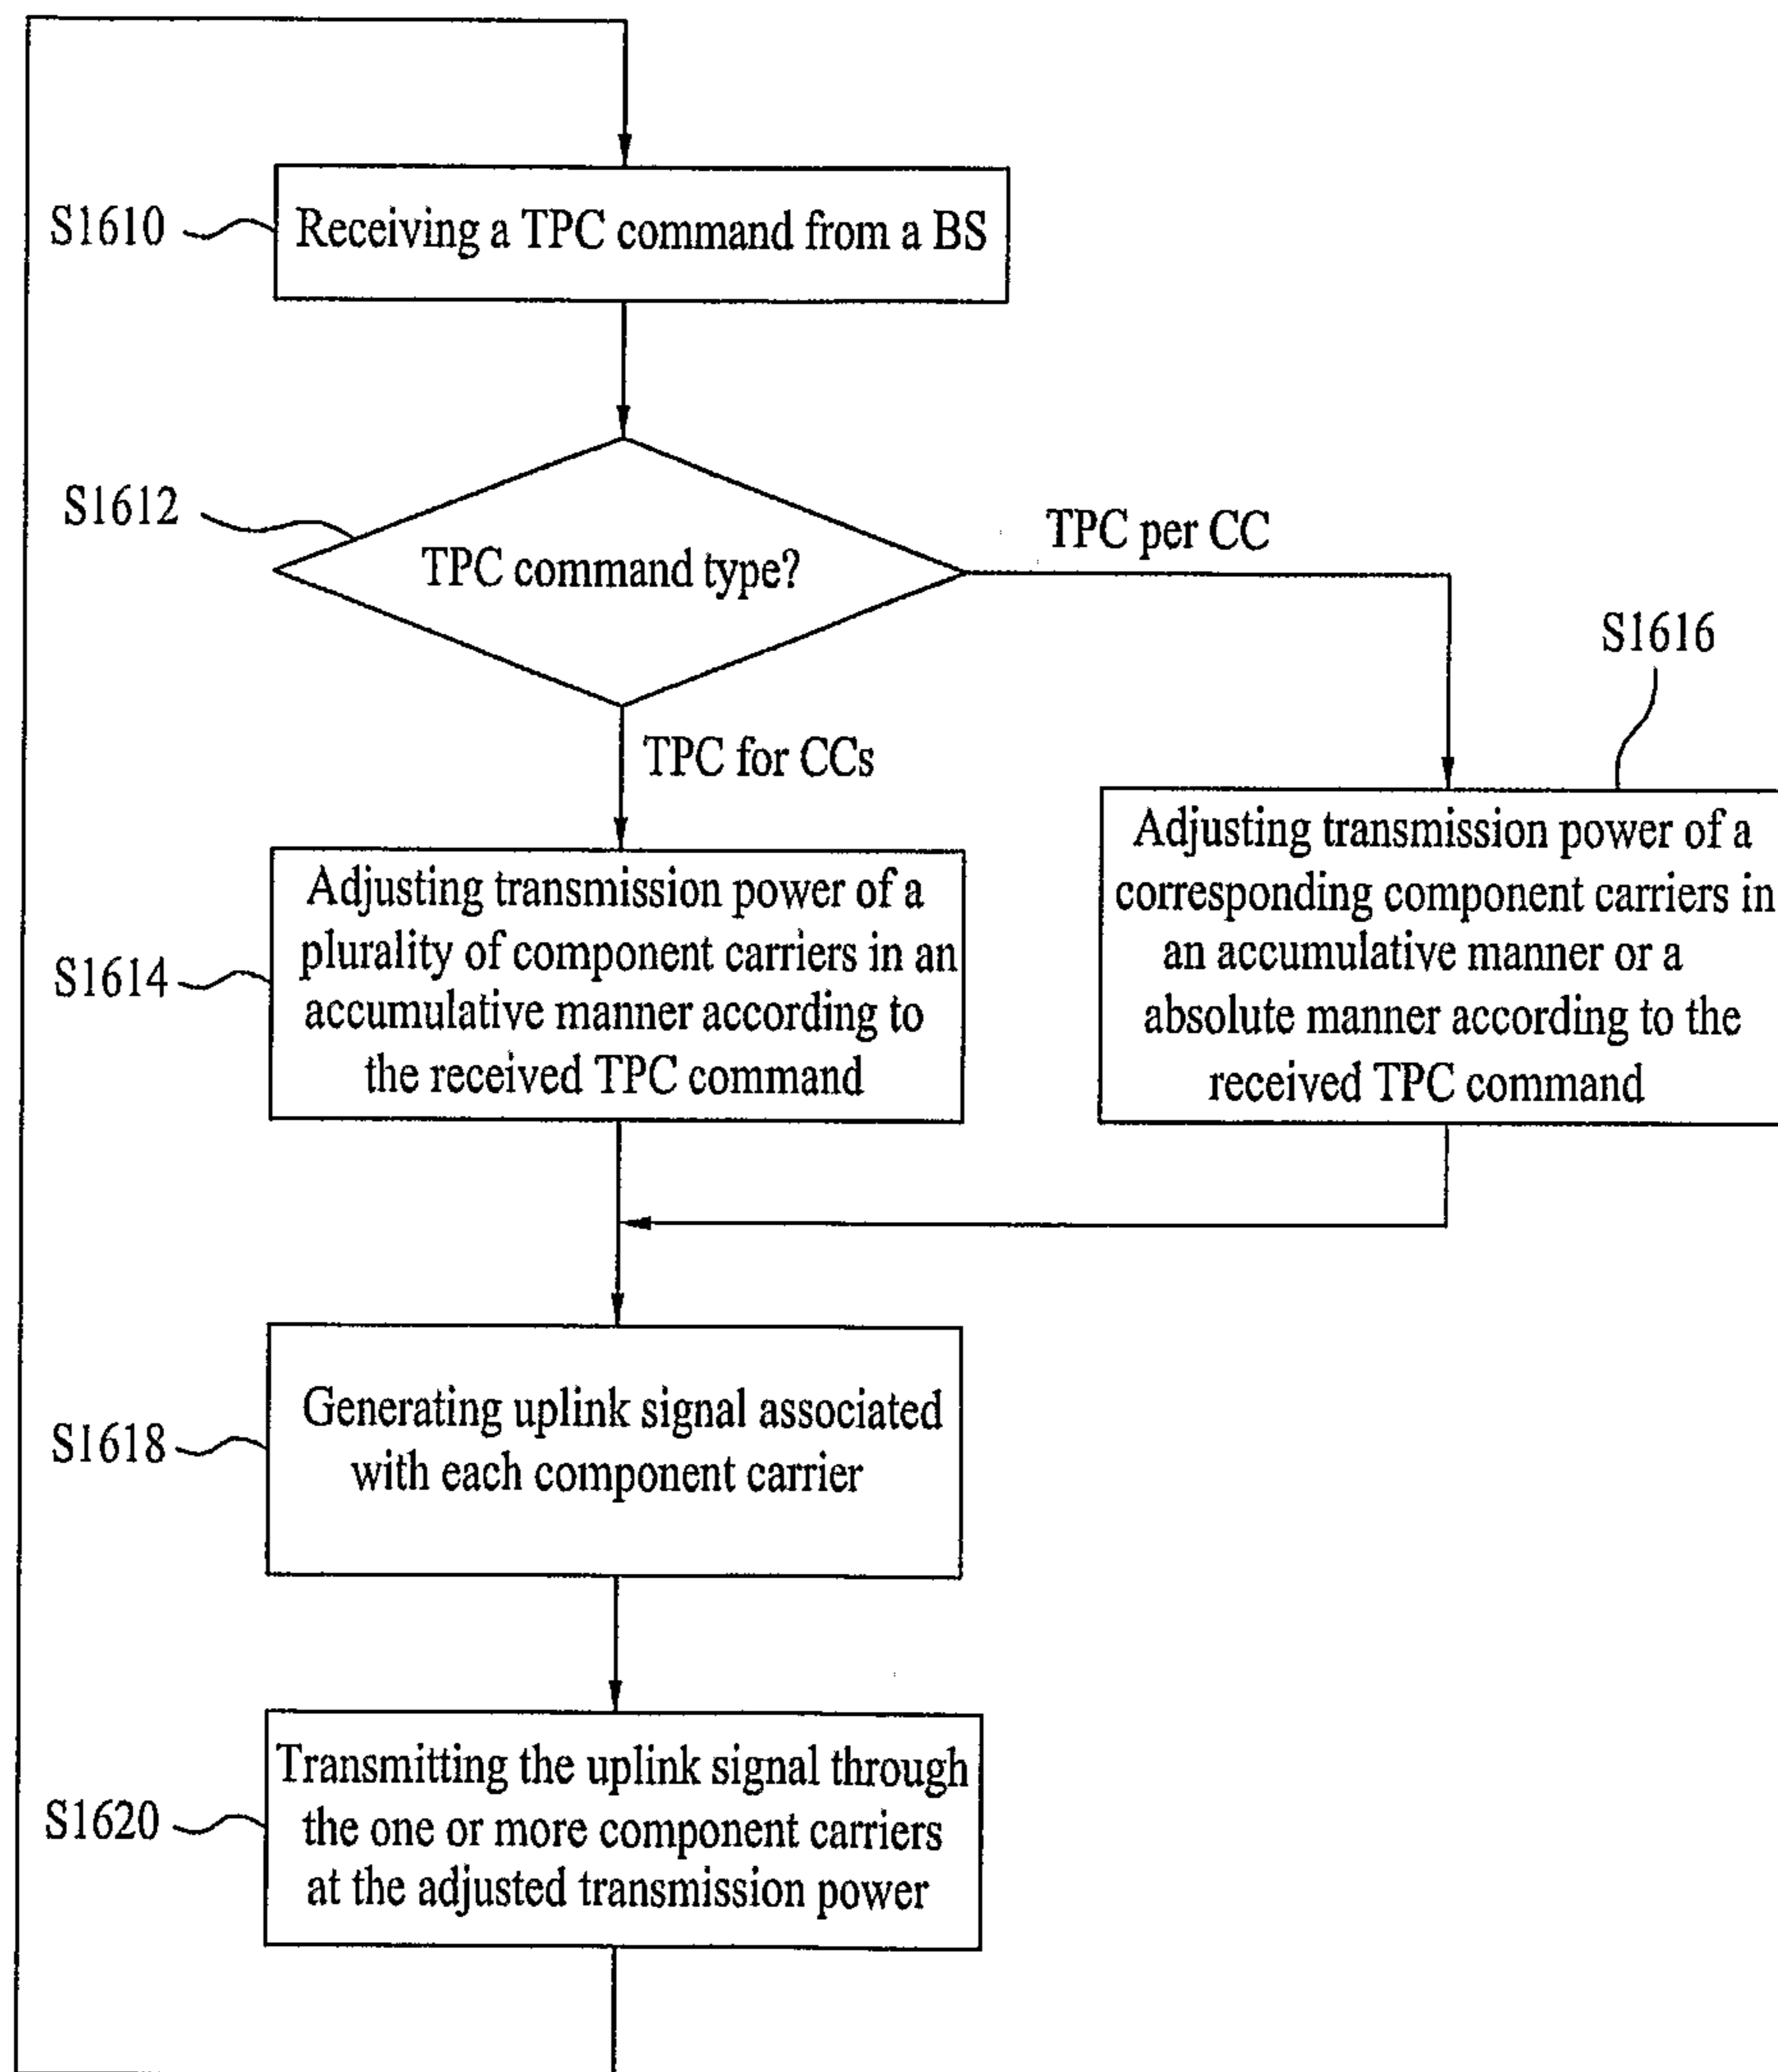 S1610
Receiving a TPC command from a BS
S1612
TPC command type?
TPC per CC
TPC for CCs
S1614
Adjusting transmission power of a
plurality of component carriers in an
accumulative manner according to
the received TPC command
S1616
Adjusting transmission power of a
corresponding component carriers in
an accumulative manner or a
absolute manner according to the
received TPC command
S1618
Generating uplink signal associated
with each component carrier
S1620
Transmitting the uplink signal through
the one or more component carriers
at the adjusted transmission power